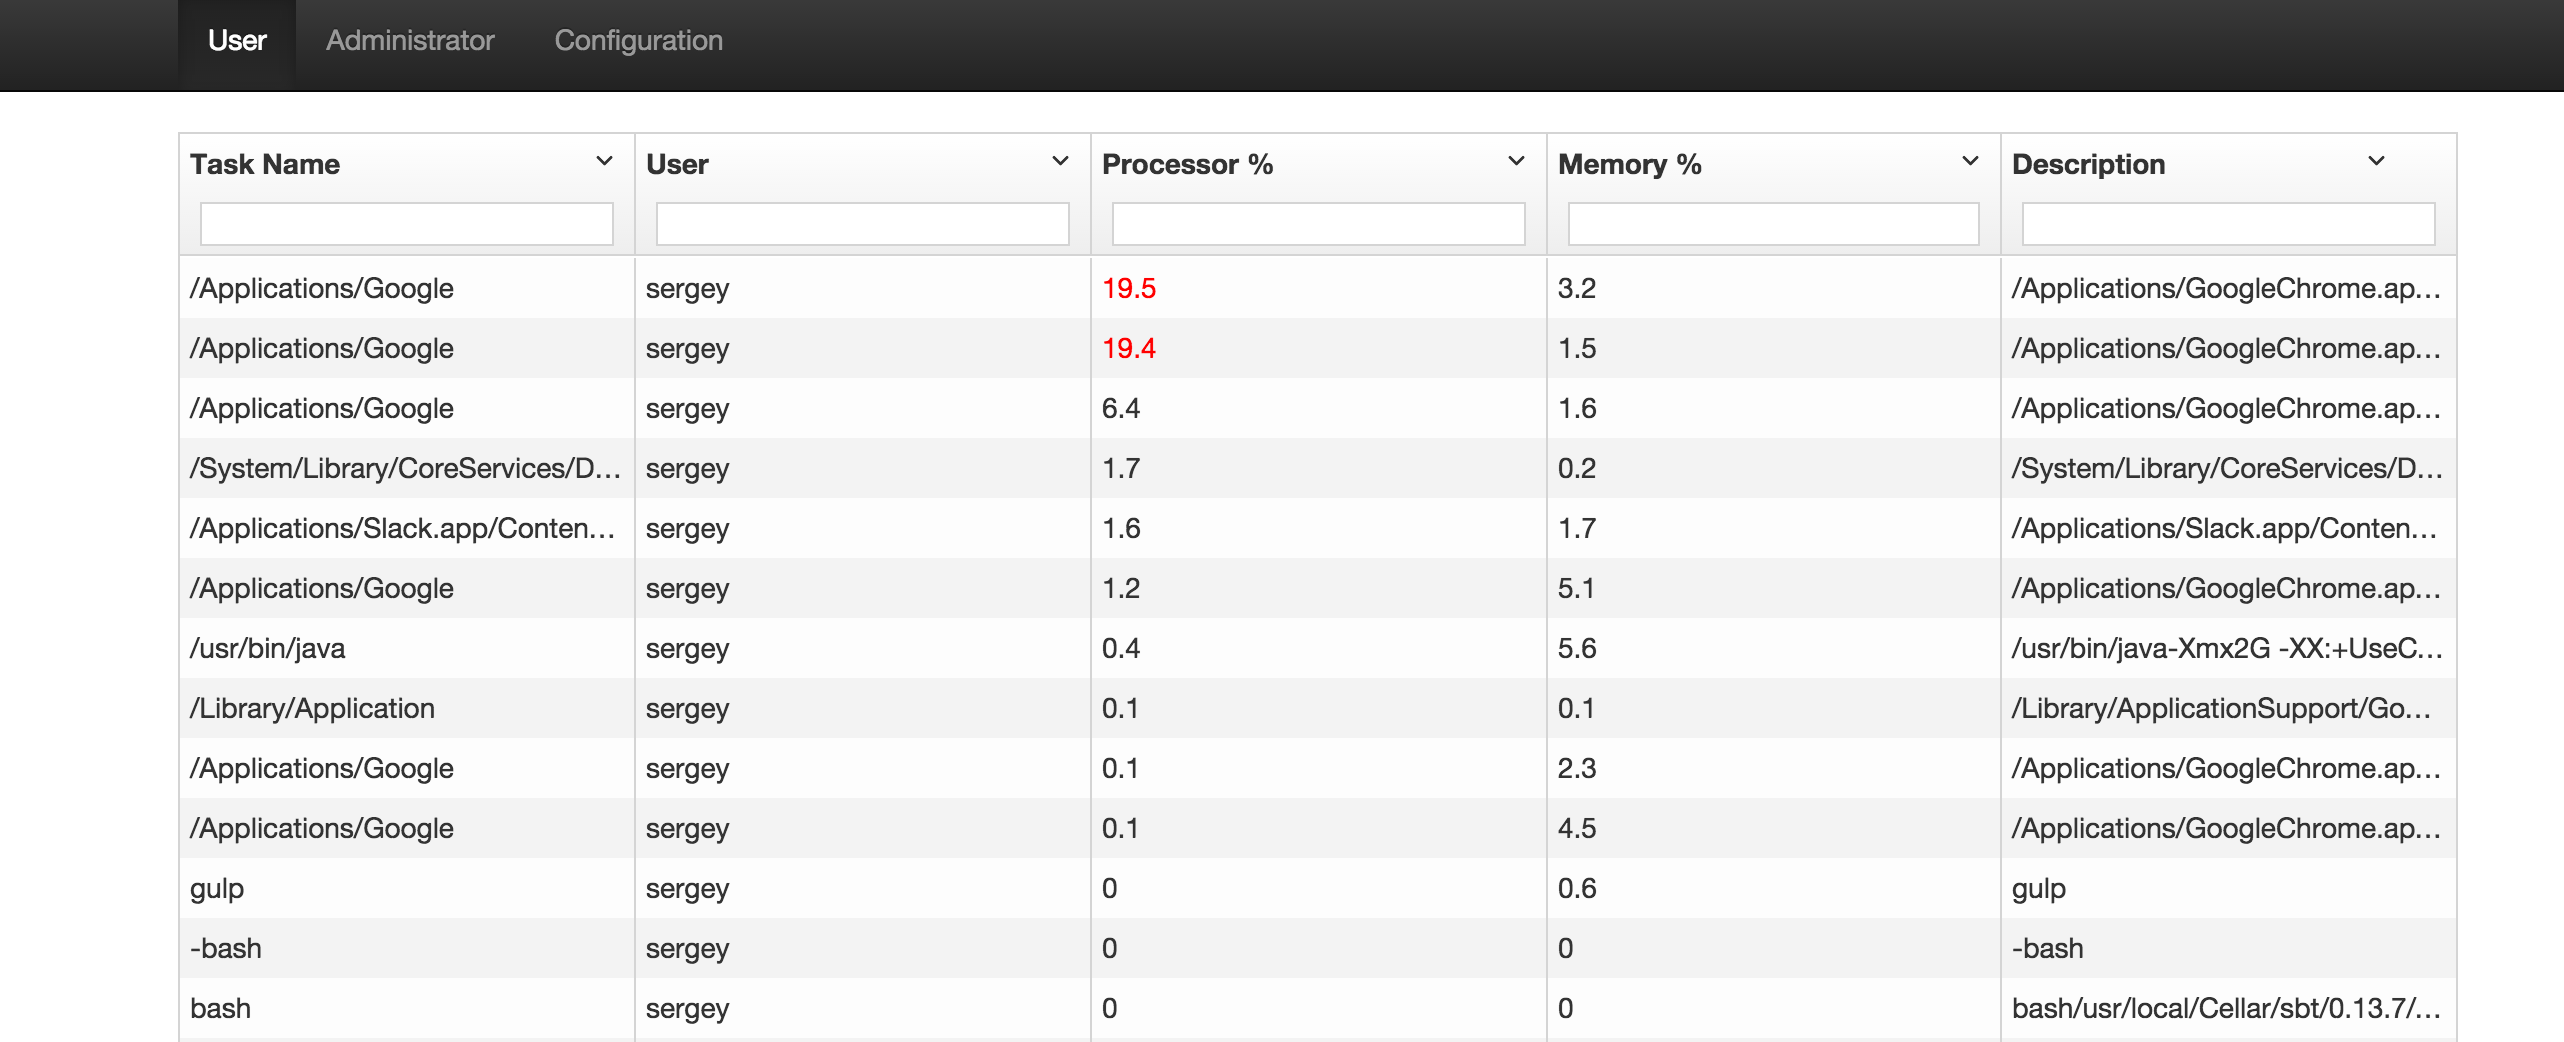 User Administrator Configuration
Task Name User Processor % Memory % Description
/Applications/Google sergey 19.5 3.2 /Applications/GoogleChrome.ap...
/Applications/Google sergey 19.4 1.5 /Applications/GoogleChrome.ap...
/Applications/Google sergey 6.4 1.6 /Applications/GoogleChrome.ap...
/System/Library/CoreServices/D... sergey 1.7 0.2 /System/Library/CoreServices/D...
/Applications/Slack.app/Conten... sergey 1.6 1.7 /Applications/Slack.app/Conten...
/Applications/Google sergey 1.2 5.1 /Applications/GoogleChrome.ap...
/usr/bin/java sergey 0.4 5.6 /usr/bin/java-Xmx2G -XX:+UseC...
/Library/Application sergey 0.1 0.1 /Library/ApplicationSupport/Go...
/Applications/Google sergey 0.1 2.3 /Applications/GoogleChrome.ap...
/Applications/Google sergey 0.1 4.5 /Applications/GoogleChrome.ap...
gulp sergey 0 0.6 gulp
-bash sergey 0 0 -bash
bash sergey 0 0 bash/usr/local/Cellar/sbt/0.13.7/...